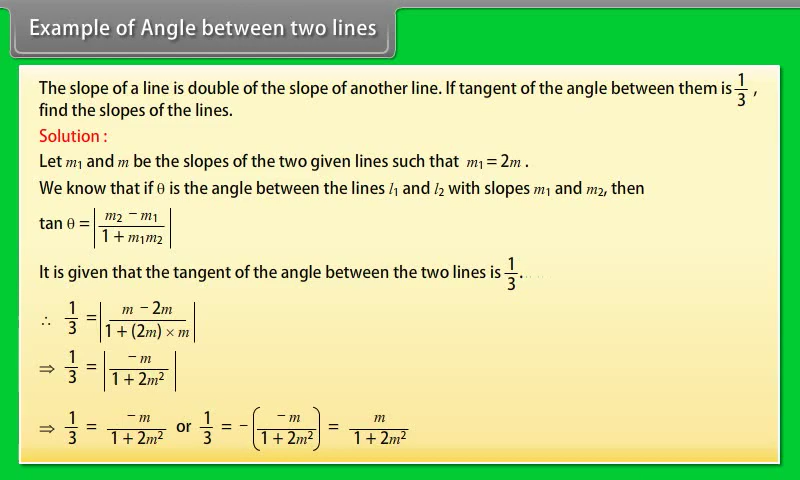 Example of Angle between two lines
The slope of a line is double of the slope of another line. If tangent of the angle between them is 1/3 ,
find the slopes of the lines.
Solution :
Let m₁ and m be the slopes of the two given lines such that m₁ = 2m .
We know that if θ is the angle between the lines l₁ and l₂ with slopes m₁ and m₂, then
tan θ = |(m₂ − m₁)/(1 + m₁m₂)|
It is given that the tangent of the angle between the two lines is 1/3.
∴ 1/3 = |(m − 2m)/(1 + (2m) × m)|
⇒ 1/3 = |(−m)/(1 + 2m²)|
⇒ 1/3 = (−m)/(1 + 2m²) or 1/3 = −((−m)/(1 + 2m²)) = m/(1 + 2m²)